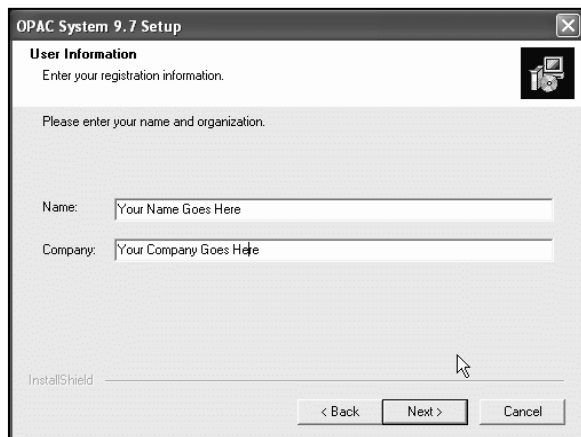 OPAC System 9.7 Setup
User Information
Enter your registration information.
Please enter your name and organization.
Name: Your Name Goes Here
Company: Your Company Goes Here
InstallShield
< Back Next > Cancel